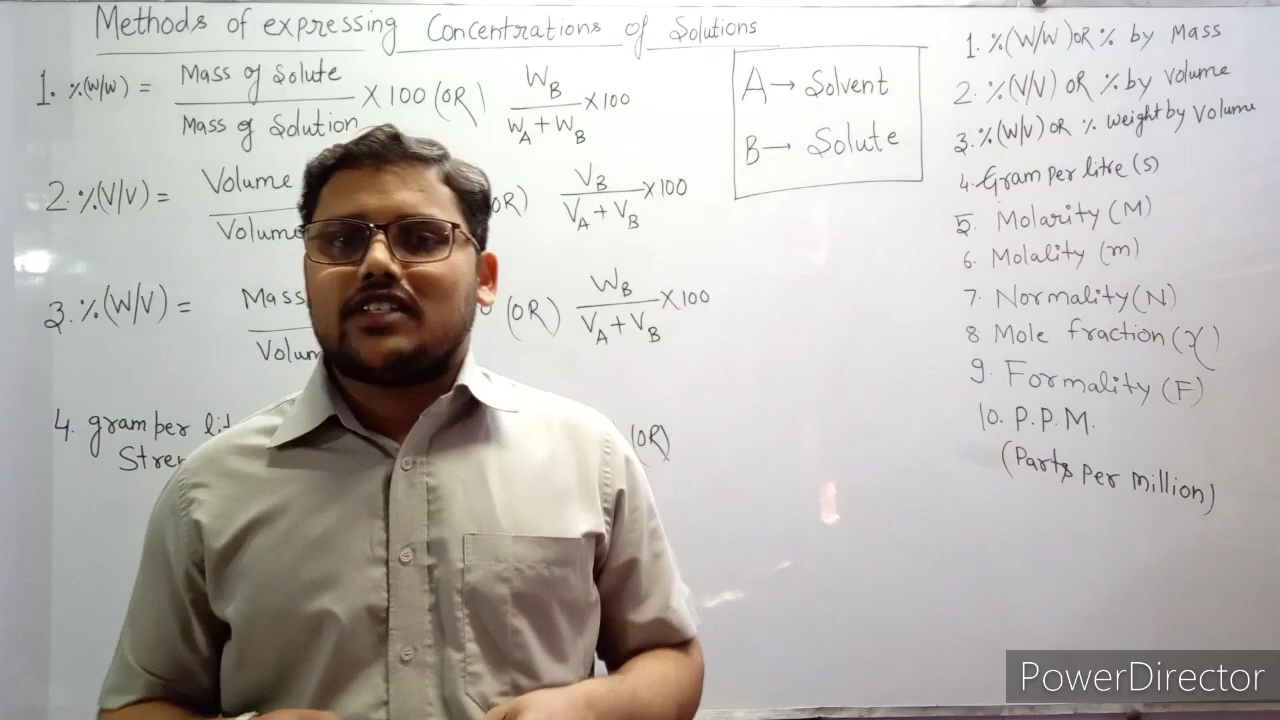 Methods of expressing Concentrations of Solutions
1. %(W/W) = Mass of Solute / Mass of Solution X 100 (OR) W_B / W_A + W_B X 100
2. %(V/V) = Volume / Volume OR) V_B / V_A + V_B X 100
3. %(W/V) = Mass / (OR) W_B / V_A + V_B X 100
4. gram per (OR)
A → Solvent
B → Solute
1. %(W/W) OR % by Mass
2. %(V/V) OR % by Volume
3. %(W/V) OR % weight by Volume
4. Gram per litre (s)
5. Molarity (M)
6. Molality (m)
7. Normality (N)
8 Mole fraction (χ)
9. Formality (F)
10. P.P.M.
(Parts per million)
PowerDirector